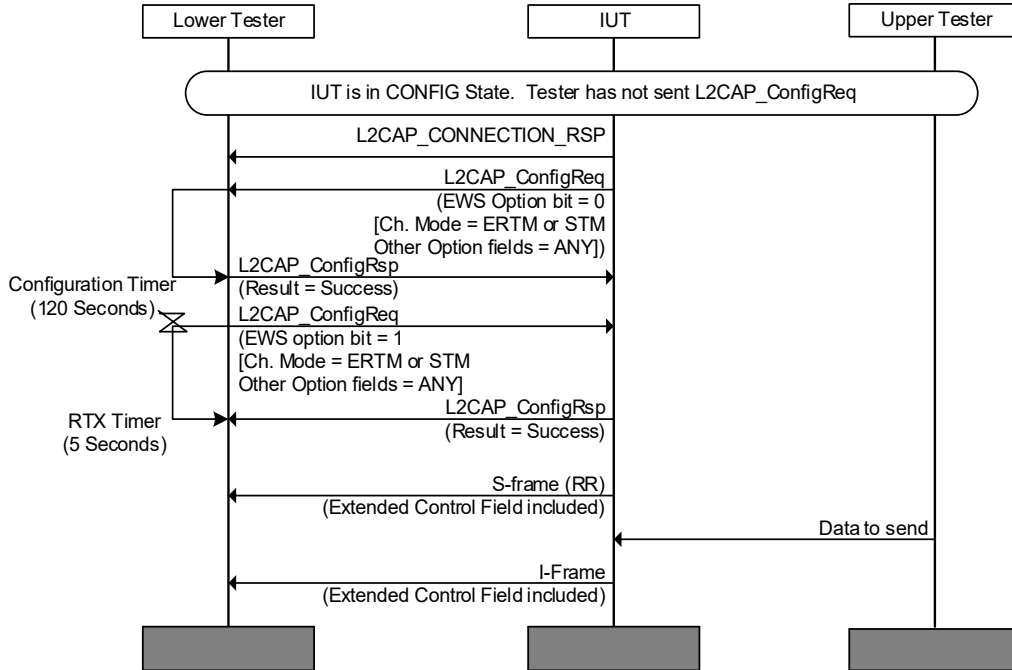 Lower Tester
IUT
Upper Tester
IUT is in CONFIG State. Tester has not sent L2CAP_ConfigReq
L2CAP_CONNECTION_RSP
L2CAP_ConfigReq
(EWS Option bit = 0
[Ch. Mode = ERTM or STM
Other Option fields = ANY])
L2CAP_ConfigRsp
(Result = Success)
Configuration Timer
(120 Seconds)
L2CAP_ConfigReq
(EWS option bit = 1
[Ch. Mode = ERTM or STM
Other Option fields = ANY]
L2CAP_ConfigRsp
(Result = Success)
RTX Timer
(5 Seconds)
S-frame (RR)
(Extended Control Field included)
Data to send
I-Frame
(Extended Control Field included)